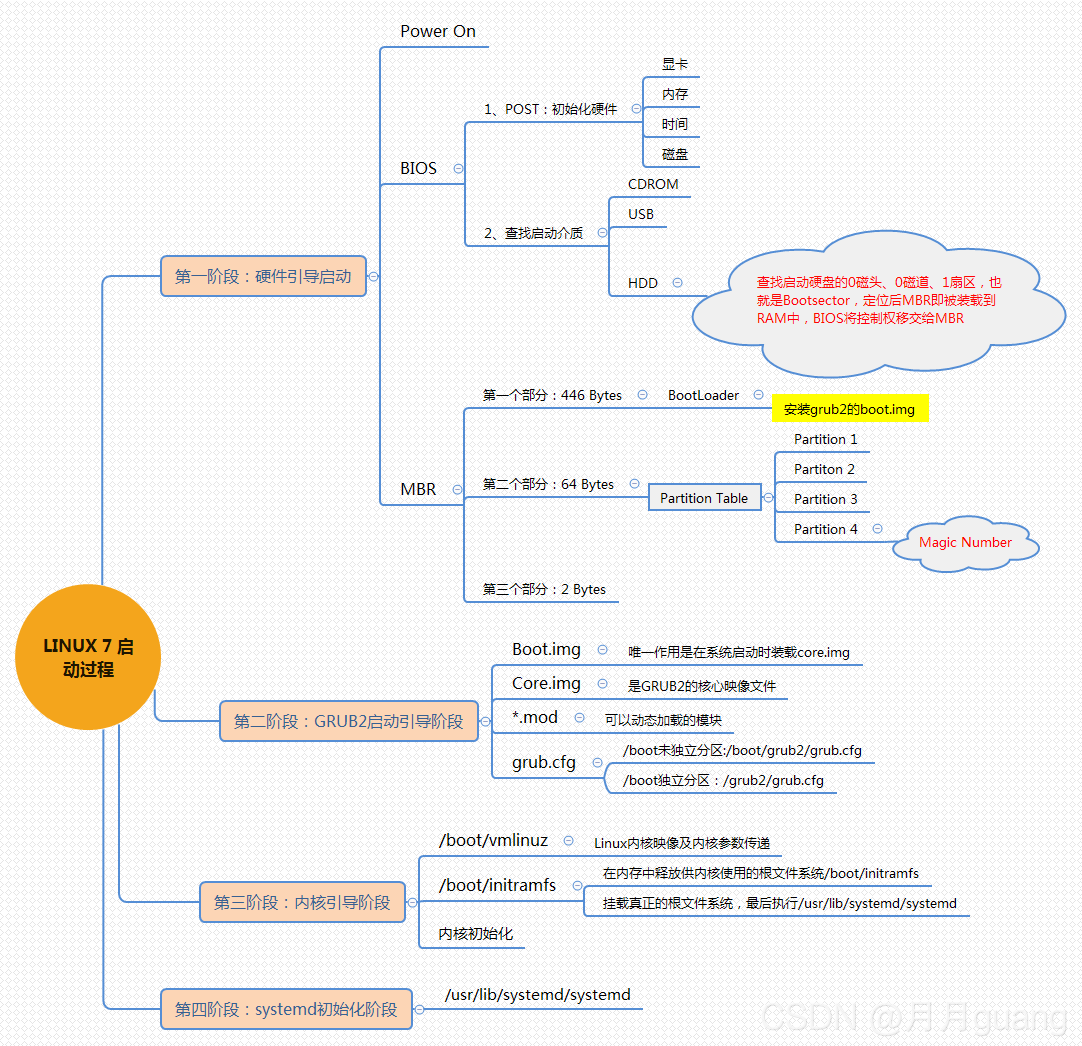 Power On
显卡
内存
1、POST：初始化硬件
时间
磁盘
BIOS
CDROM
USB
2、查找启动介质
HDD
查找启动硬盘的0磁头、0磁道、1扇区，也
就是Bootsector，定位后MBR即被装载到
RAM中，BIOS将控制权移交给MBR
第一阶段：硬件引导启动
第一个部分：446 Bytes
BootLoader
安装grub2的boot.img
MBR
第二个部分：64 Bytes
Partition Table
Partition 1
Partiton 2
Partition 3
Partition 4
Magic Number
第三个部分：2 Bytes
LINUX 7 启
动过程
第二阶段：GRUB2启动引导阶段
Boot.img
唯一作用是在系统启动时装载core.img
Core.img
是GRUB2的核心映像文件
*.mod
可以动态加载的模块
grub.cfg
/boot未独立分区:/boot/grub2/grub.cfg
/boot独立分区：/grub2/grub.cfg
第三阶段：内核引导阶段
/boot/vmlinuz
Linux内核映像及内核参数传递
/boot/initramfs
在内存中释放供内核使用的根文件系统/boot/initramfs
挂载真正的根文件系统，最后执行/usr/lib/systemd/systemd
内核初始化
第四阶段：systemd初始化阶段
/usr/lib/systemd/systemd
CSDN @月月guang